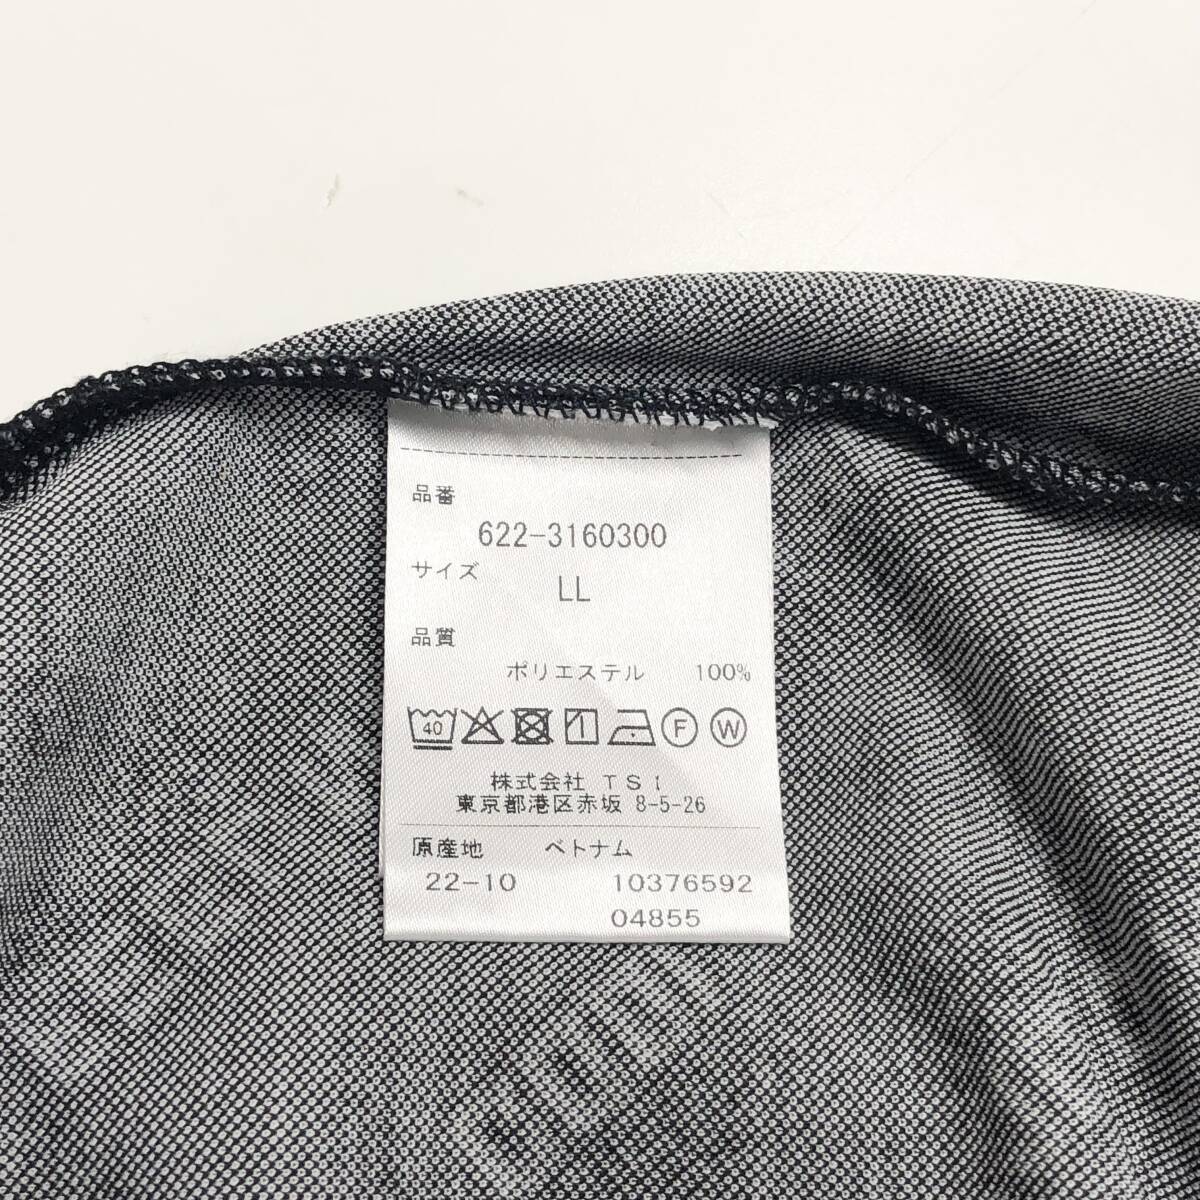 品番
622-3160300
サイズ
LL
品質
ポリエステル 100%
40 F W
株式会社 TSI
東京都港区赤坂 8-5-26
原産地 ベトナム
22-10 10376592
04855